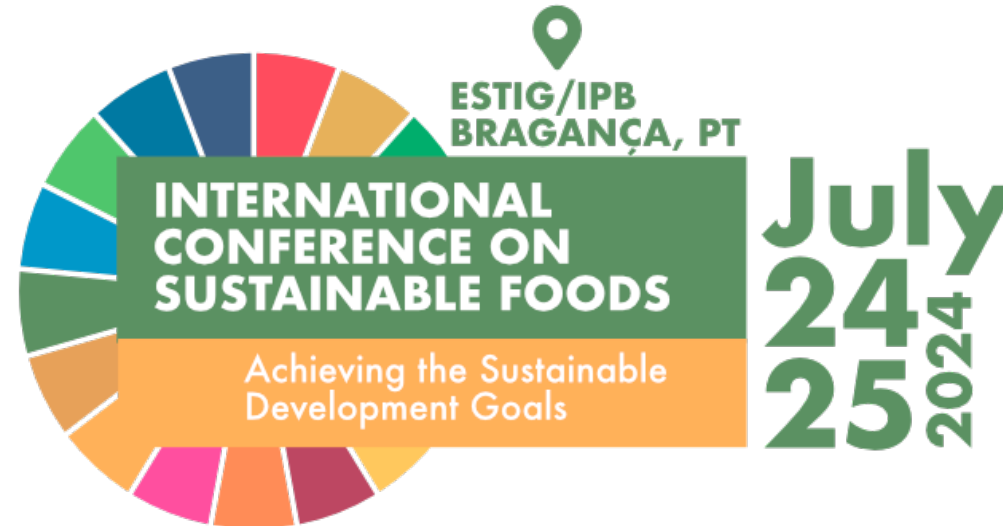 ESTIG/IPB
BRAGANÇA, PT
INTERNATIONAL
CONFERENCE ON
SUSTAINABLE FOODS
Achieving the Sustainable
Development Goals
July
24
25
2024